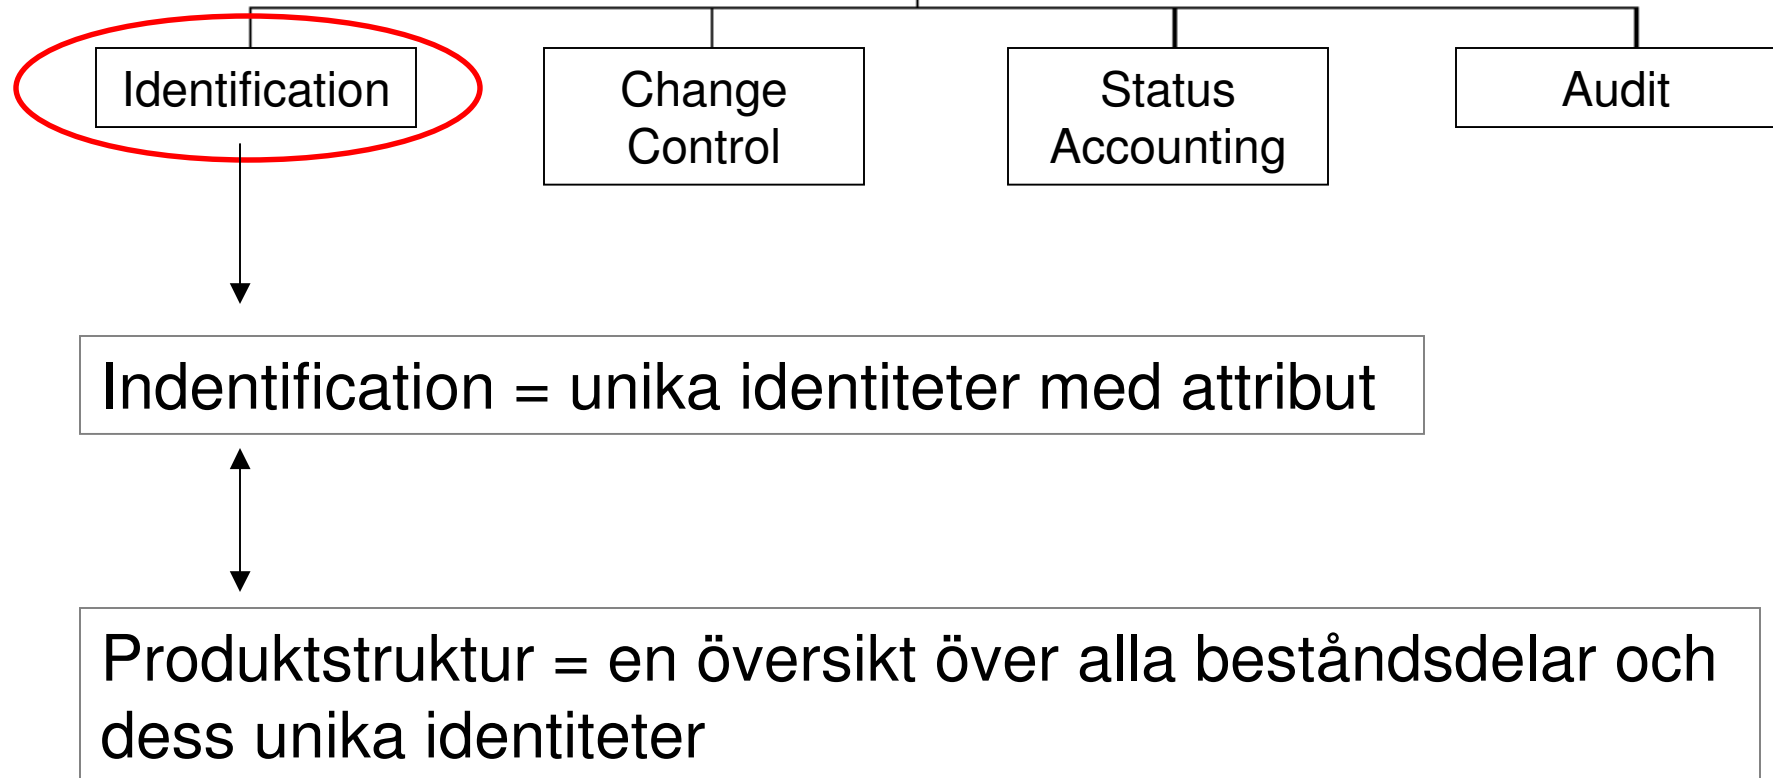 Identification
Change
Control
Status
Accounting
Audit
Indentification = unika identiteter med attribut
Produktstruktur = en översikt över alla beståndsdelar och
dess unika identiteter